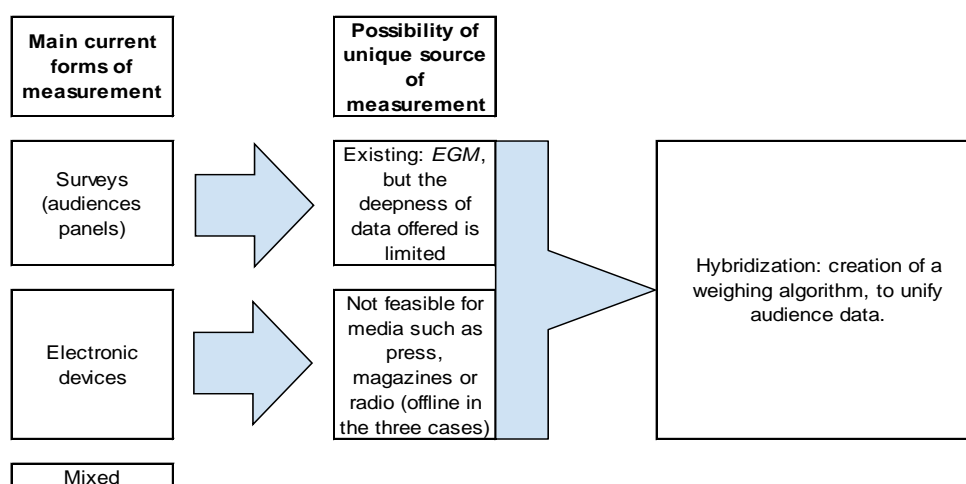 Main current
forms of
measurement
Possibility of
unique source
of
measurement
Surveys
(audiences
panels)
Existing: EGM,
but the
deepness of
data offered is
limited
Hybridization: creation of a
weighing algorithm, to unify
audience data.
Electronic
devices
Not feasible for
media such as
press,
magazines or
radio (offline in
the three cases)
Mixed